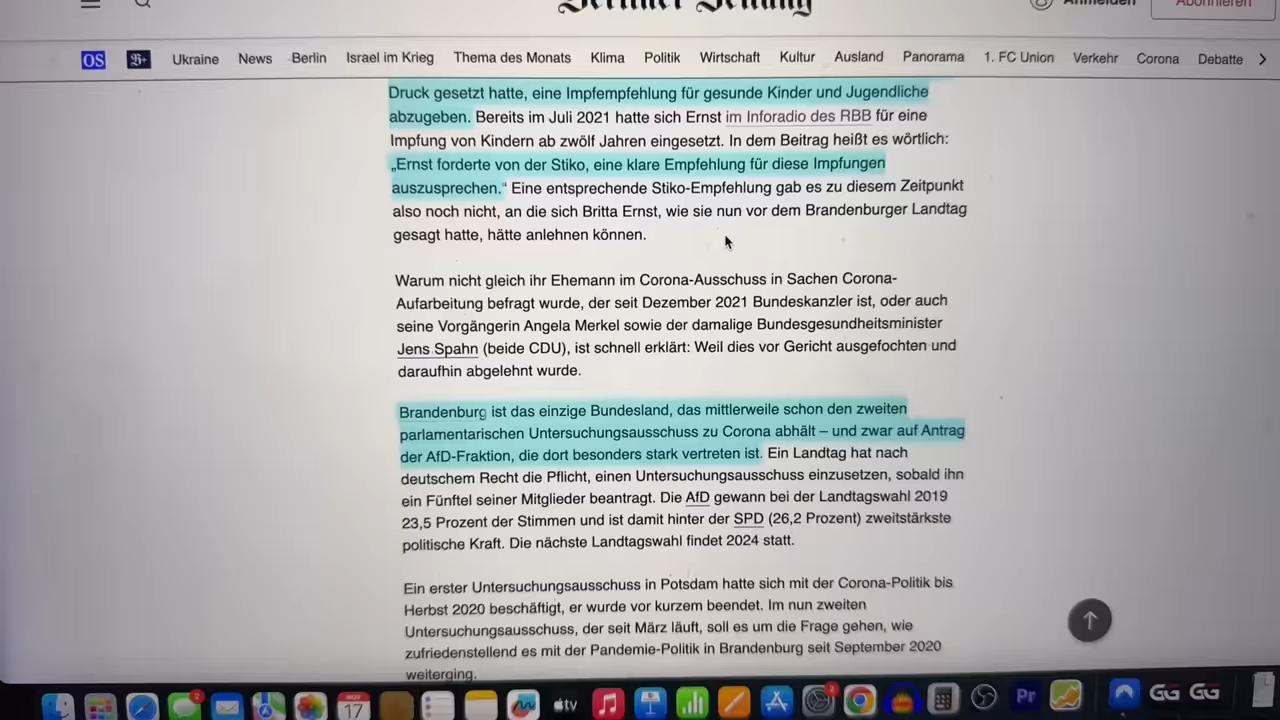 Berliner Zeitung
Anmelden
Abonnieren
OS B+ Ukraine News Berlin Israel im Krieg Thema des Monats Klima Politik Wirtschaft Kultur Ausland Panorama 1. FC Union Verkehr Corona Debatte
Druck gesetzt hatte, eine Impfempfehlung für gesunde Kinder und Jugendliche
abzugeben. Bereits im Juli 2021 hatte sich Ernst im Inforadio des RBB für eine
Impfung von Kindern ab zwölf Jahren eingesetzt. In dem Beitrag heißt es wörtlich:
„Ernst forderte von der Stiko, eine klare Empfehlung für diese Impfungen
auszusprechen.“ Eine entsprechende Stiko-Empfehlung gab es zu diesem Zeitpunkt
also noch nicht, an die sich Britta Ernst, wie sie nun vor dem Brandenburger Landtag
gesagt hatte, hätte anlehnen können.
Warum nicht gleich ihr Ehemann im Corona-Ausschuss in Sachen Corona-
Aufarbeitung befragt wurde, der seit Dezember 2021 Bundeskanzler ist, oder auch
seine Vorgängerin Angela Merkel sowie der damalige Bundesgesundheitsminister
Jens Spahn (beide CDU), ist schnell erklärt: Weil dies vor Gericht ausgefochten und
daraufhin abgelehnt wurde.
Brandenburg ist das einzige Bundesland, das mittlerweile schon den zweiten
parlamentarischen Untersuchungsausschuss zu Corona abhält – und zwar auf Antrag
der AfD-Fraktion, die dort besonders stark vertreten ist. Ein Landtag hat nach
deutschem Recht die Pflicht, einen Untersuchungsausschuss einzusetzen, sobald ihn
ein Fünftel seiner Mitglieder beantragt. Die AfD gewann bei der Landtagswahl 2019
23,5 Prozent der Stimmen und ist damit hinter der SPD (26,2 Prozent) zweitstärkste
politische Kraft. Die nächste Landtagswahl findet 2024 statt.
Ein erster Untersuchungsausschuss in Potsdam hatte sich mit der Corona-Politik bis
Herbst 2020 beschäftigt, er wurde vor kurzem beendet. Im nun zweiten
Untersuchungsausschuss, der seit März läuft, soll es um die Frage gehen, wie
zufriedenstellend es mit der Pandemie-Politik in Brandenburg seit September 2020
weiterging.
2
NOV
17
tv
Pr
GG GG